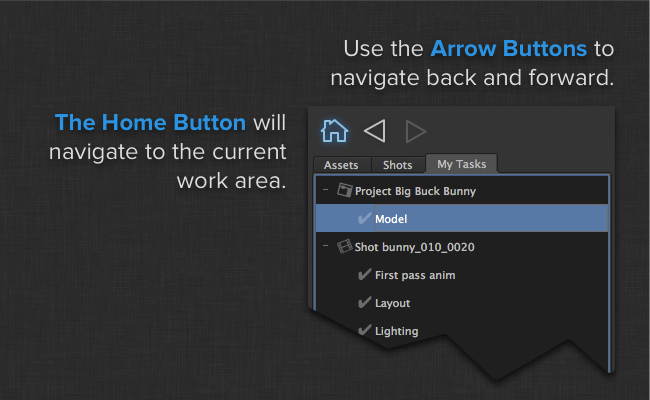 Use the Arrow Buttons to
navigate back and forward.
The Home Button will
navigate to the current
work area.
Assets
Shots
My Tasks
Project Big Buck Bunny
Model
Shot bunny_010_0020
First pass anim
Layout
Lighting